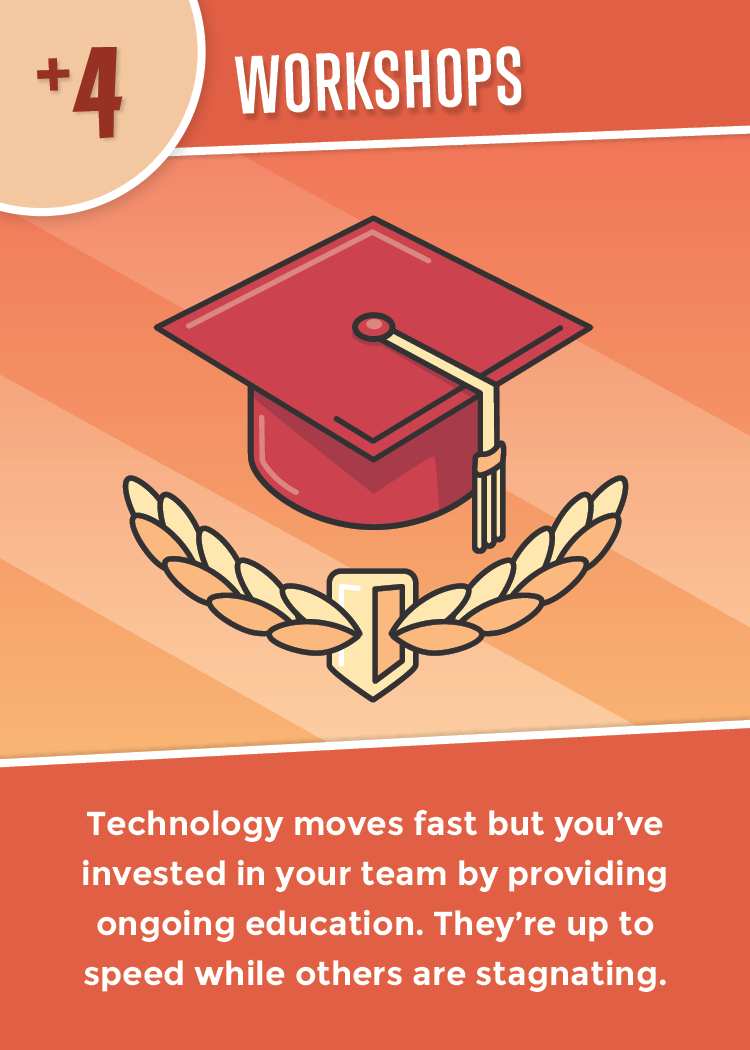 +4
WORKSHOPS
Technology moves fast but you’ve
invested in your team by providing
ongoing education. They’re up to
speed while others are stagnating.